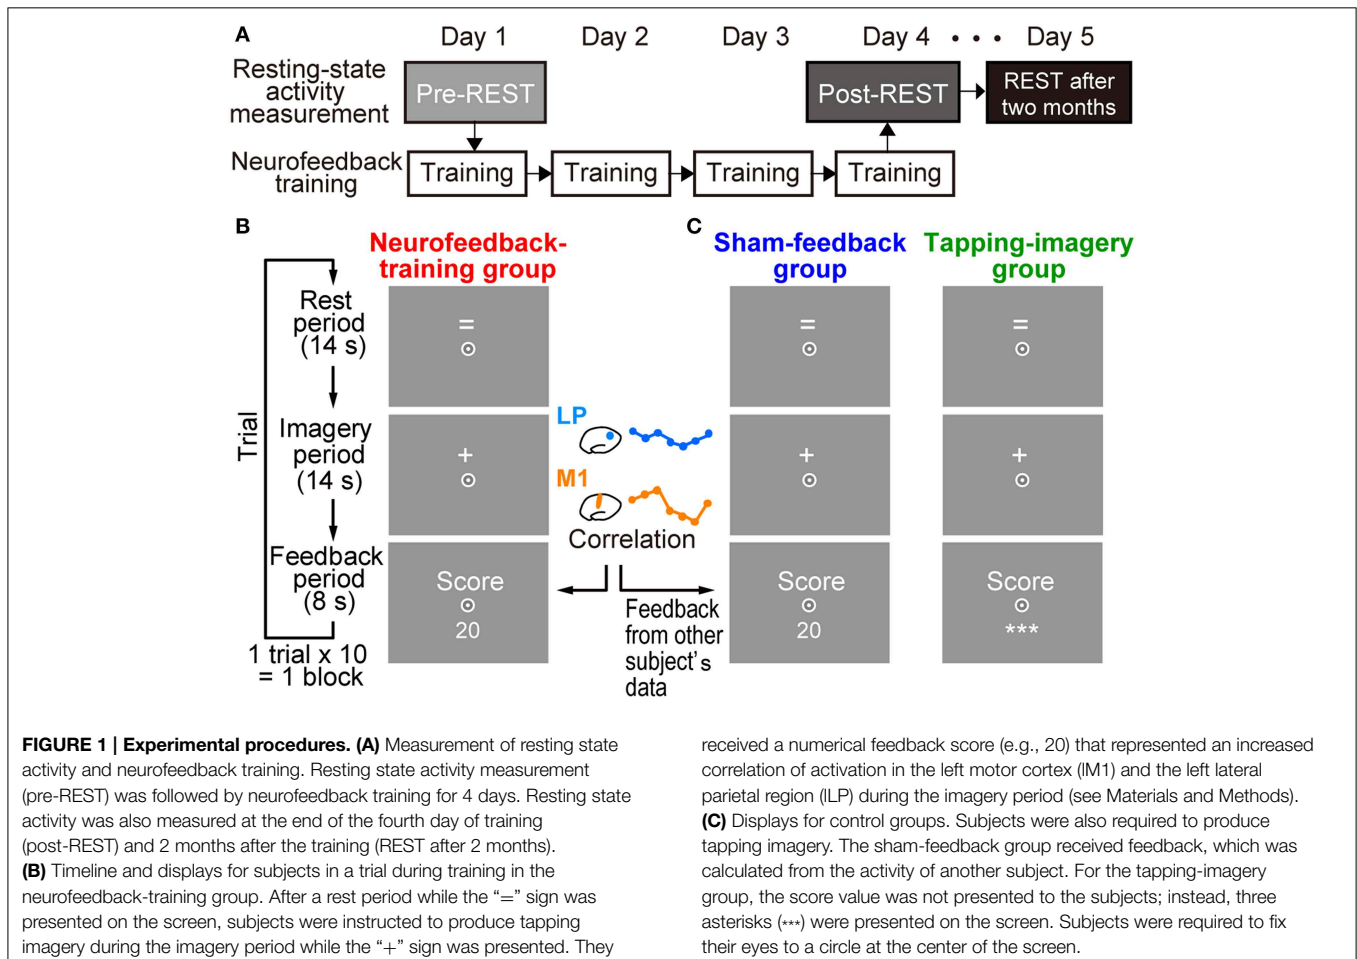 A
Day 1
Day 2
Day 3
Day 4 • • • Day 5
Resting-state
activity
measurement
Pre-REST
Post-REST
REST after
two months
Neurofeedback
training
Training
Training
Training
Training
B
Neurofeedback-
training group
C
Sham-feedback
group
Tapping-imagery
group
Trial
Rest
period
(14 s)
Imagery
period
(14 s)
Feedback
period
(8 s)
1 trial x 10
= 1 block
=
+
Score
20
LP
M1
Correlation
Feedback
from other
subject's
data
=
+
Score
20
=
+
Score
***
FIGURE 1 | Experimental procedures. (A) Measurement of resting state
activity and neurofeedback training. Resting state activity measurement
(pre-REST) was followed by neurofeedback training for 4 days. Resting state
activity was also measured at the end of the fourth day of training
(post-REST) and 2 months after the training (REST after 2 months).
(B) Timeline and displays for subjects in a trial during training in the
neurofeedback-training group. After a rest period while the “=” sign was
presented on the screen, subjects were instructed to produce tapping
imagery during the imagery period while the “+” sign was presented. They
received a numerical feedback score (e.g., 20) that represented an increased
correlation of activation in the left motor cortex (lM1) and the left lateral
parietal region (lLP) during the imagery period (see Materials and Methods).
(C) Displays for control groups. Subjects were also required to produce
tapping imagery. The sham-feedback group received feedback, which was
calculated from the activity of another subject. For the tapping-imagery
group, the score value was not presented to the subjects; instead, three
asterisks (***) were presented on the screen. Subjects were required to fix
their eyes to a circle at the center of the screen.